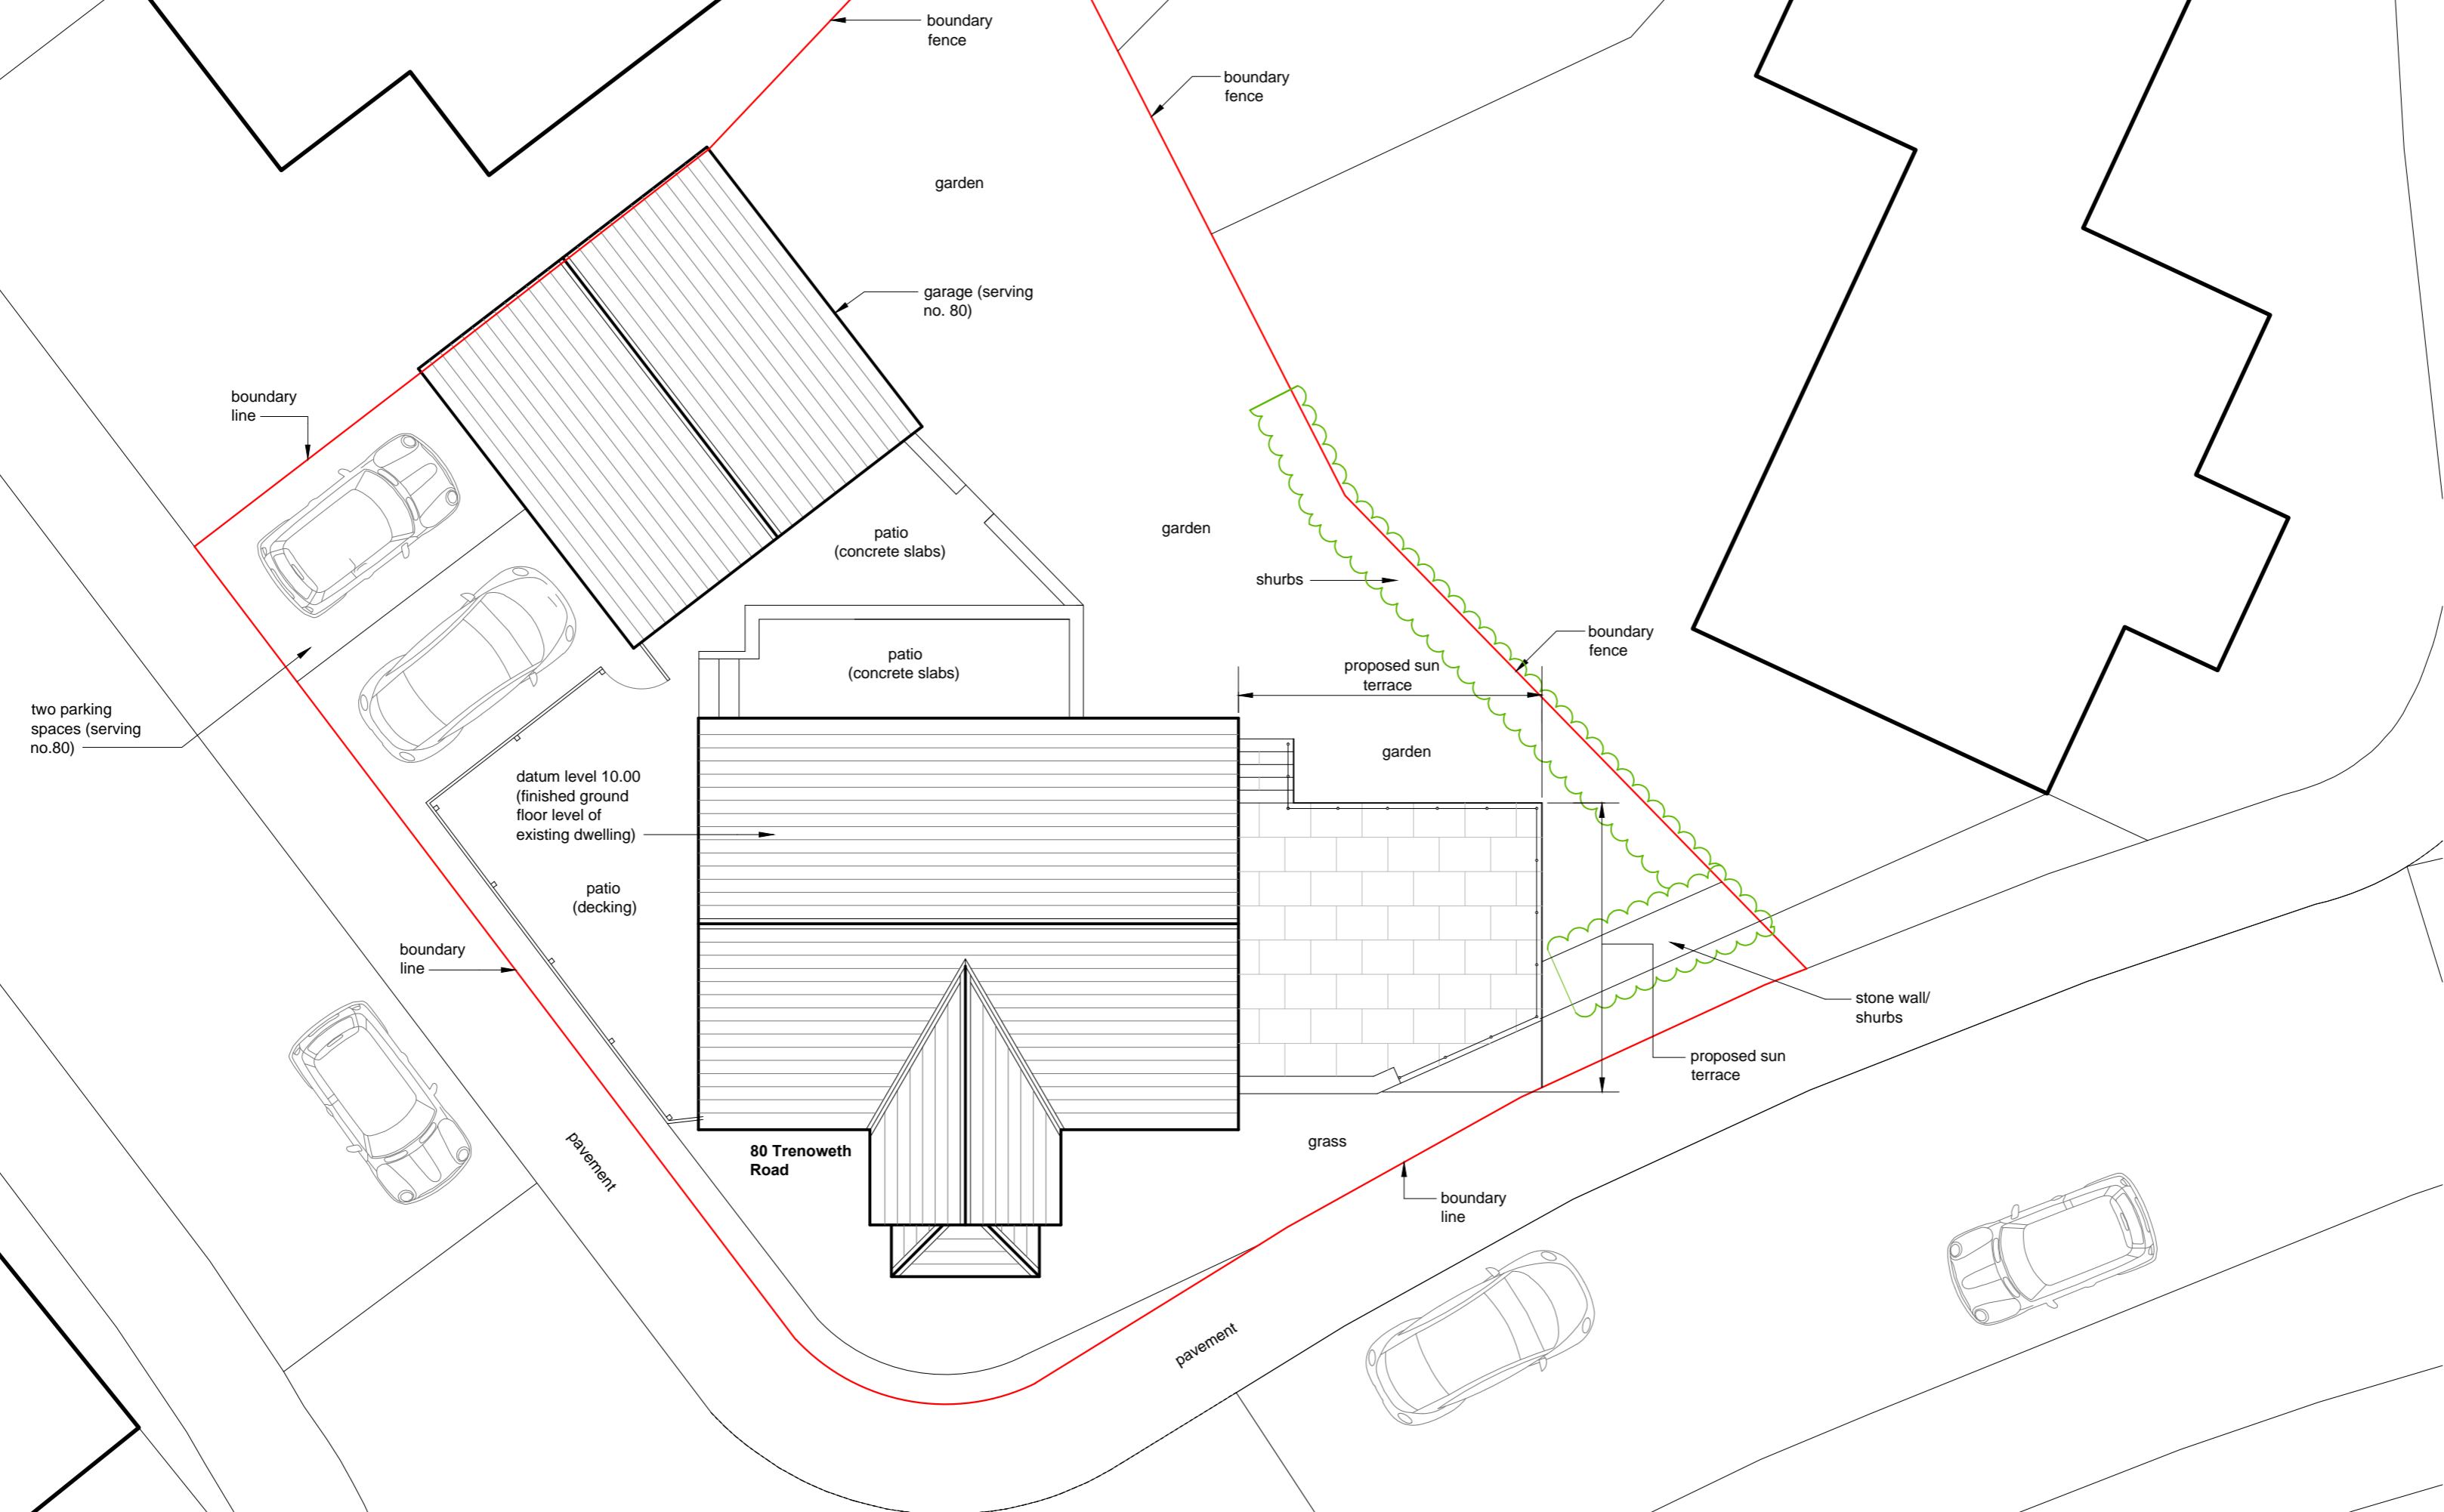 boundary
fence
boundary
fence
garden
garage (serving
no. 80)
boundary
line
patio
(concrete slabs)
garden
shurbs
boundary
fence
patio
(concrete slabs)
proposed sun
terrace
two parking
spaces (serving
no.80)
garden
datum level 10.00
(finished ground
floor level of
existing dwelling)
patio
(decking)
boundary
line
stone wall/
shurbs
proposed sun
terrace
80 Trenoweth
Road
grass
pavement
boundary
line
pavement